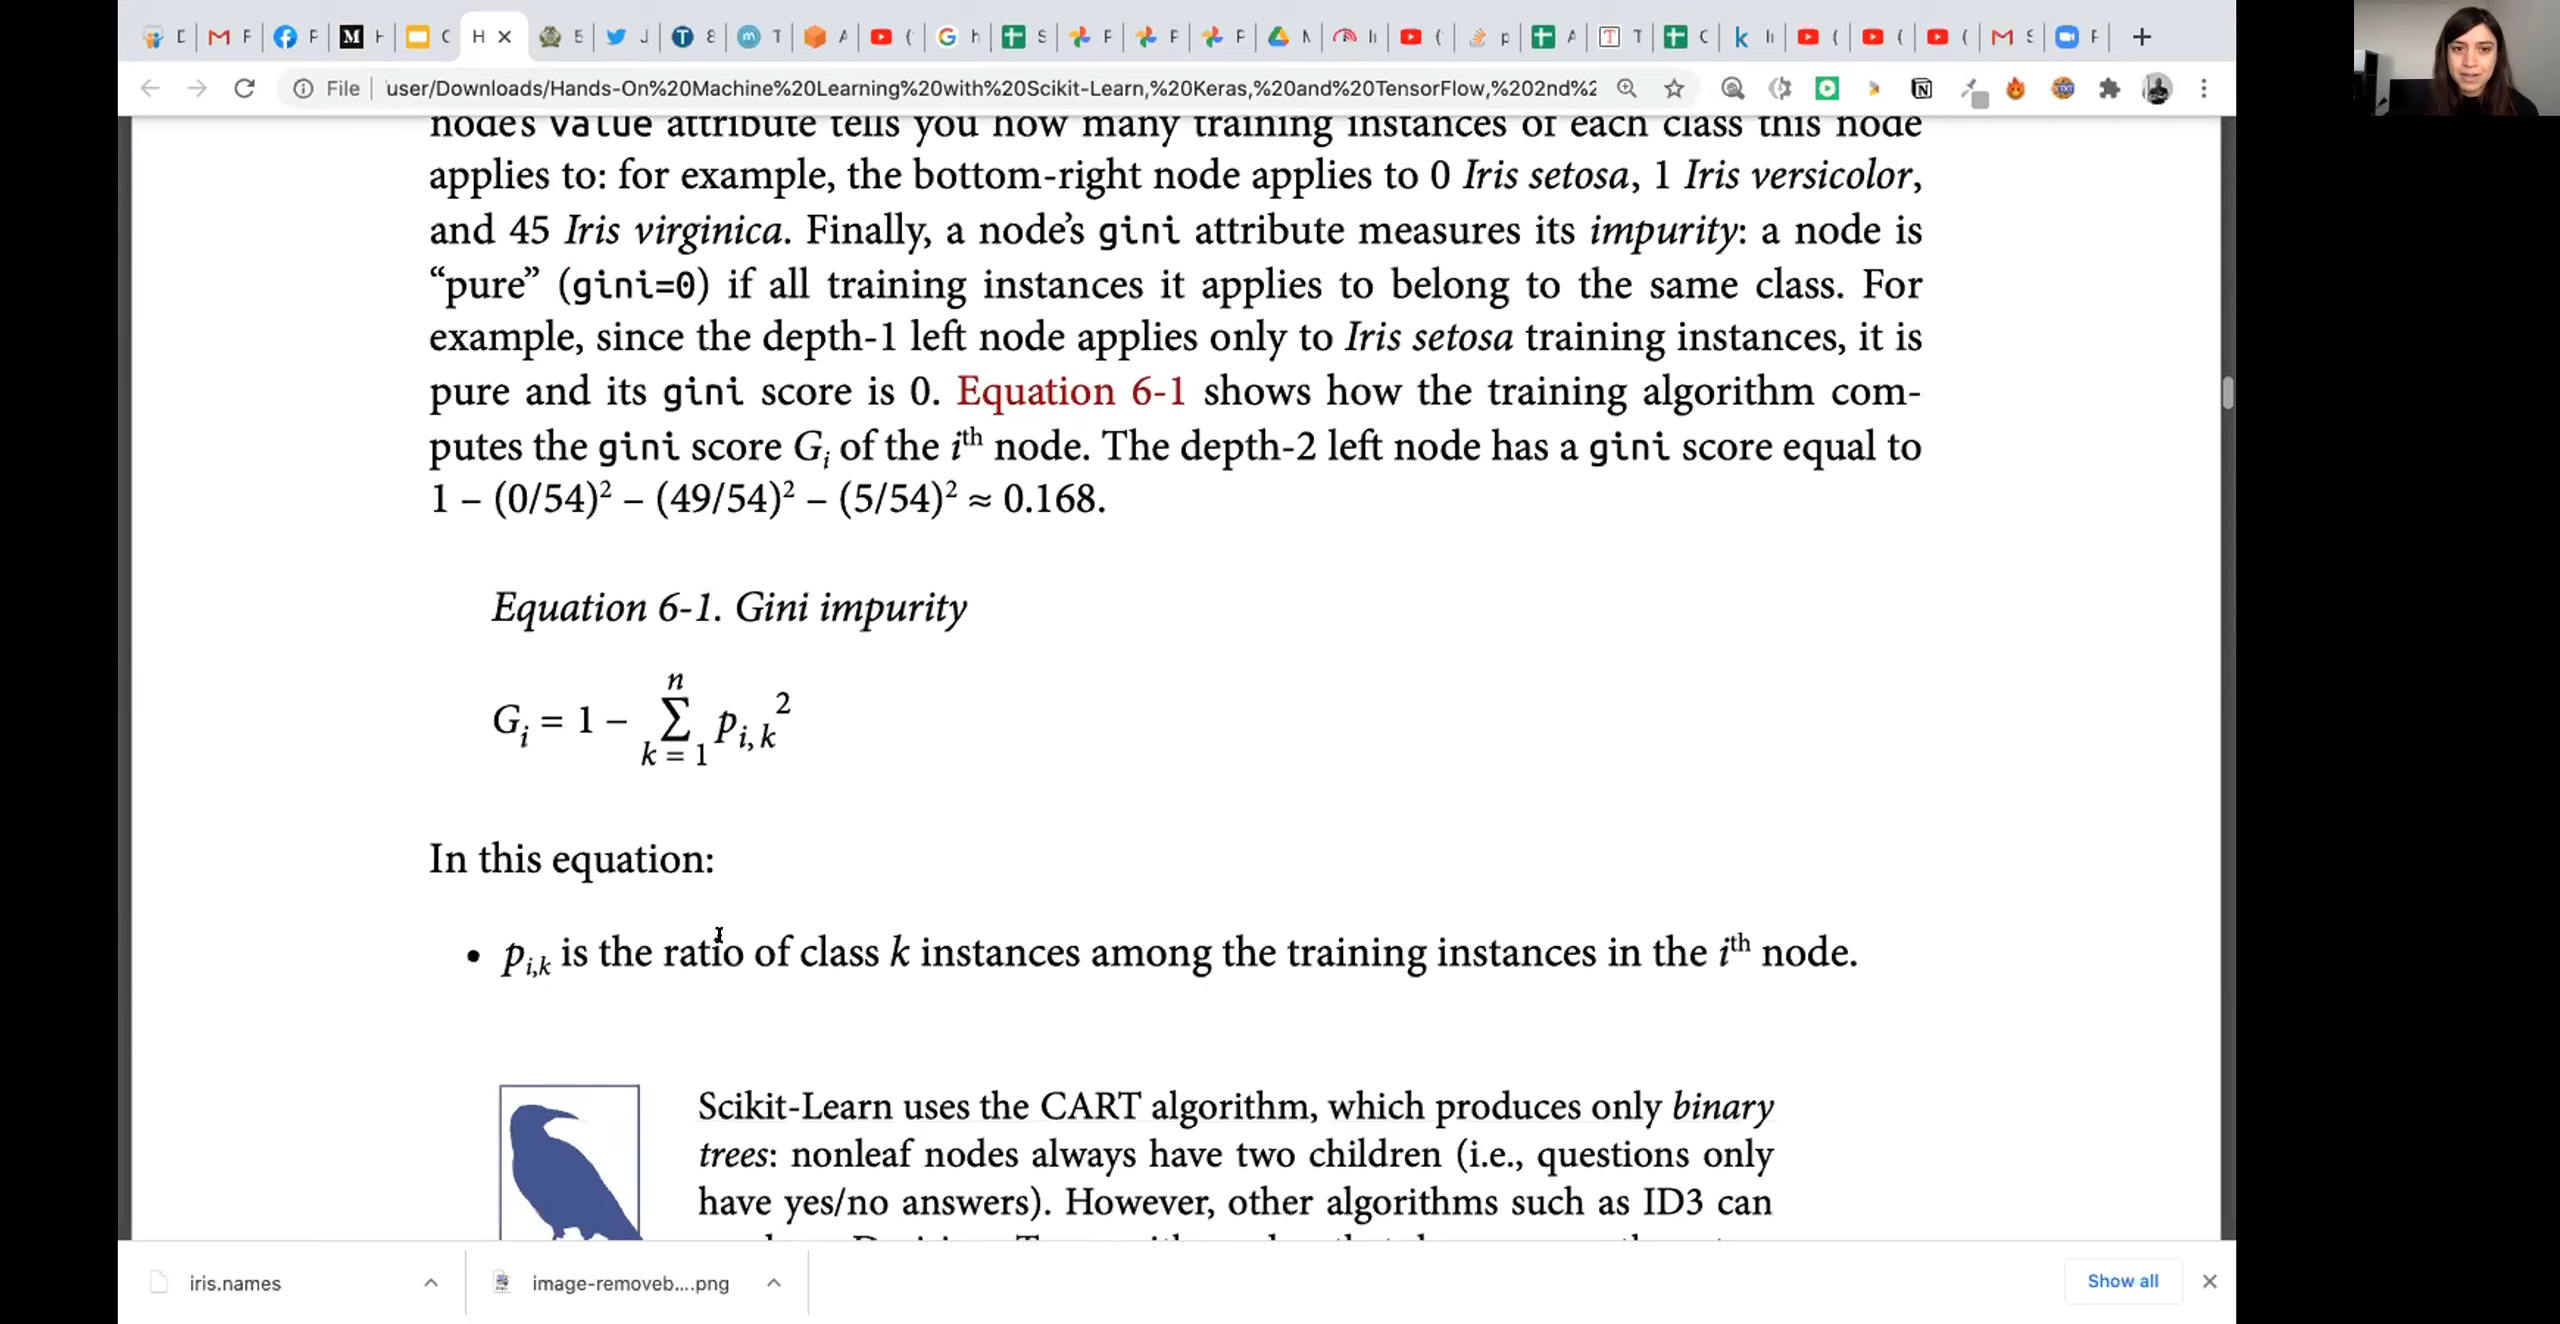 File
user/Downloads/Hands-On%20Machine%20Learning%20with%20Scikit-Learn,%20Keras,%20and%20TensorFlow,%202nd%2
node's value attribute tells you how many training instances of each class this node
applies to: for example, the bottom-right node applies to 0 Iris setosa, 1 Iris versicolor,
and 45 Iris virginica. Finally, a node’s gini attribute measures its impurity: a node is
“pure” (gini=0) if all training instances it applies to belong to the same class. For
example, since the depth-1 left node applies only to Iris setosa training instances, it is
pure and its gini score is 0. Equation 6-1 shows how the training algorithm com-
putes the gini score Gᵢ of the iᵗʰ node. The depth-2 left node has a gini score equal to
1 – (0/54)² – (49/54)² – (5/54)² ≈ 0.168.
Equation 6-1. Gini impurity
Gᵢ = 1 − ∑ₖ₌₁ⁿ pᵢ,ₖ²
In this equation:
• pᵢ,ₖ is the ratio of class k instances among the training instances in the iᵗʰ node.
Scikit-Learn uses the CART algorithm, which produces only binary
trees: nonleaf nodes always have two children (i.e., questions only
have yes/no answers). However, other algorithms such as ID3 can
iris.names
image-removeb....png
Show all